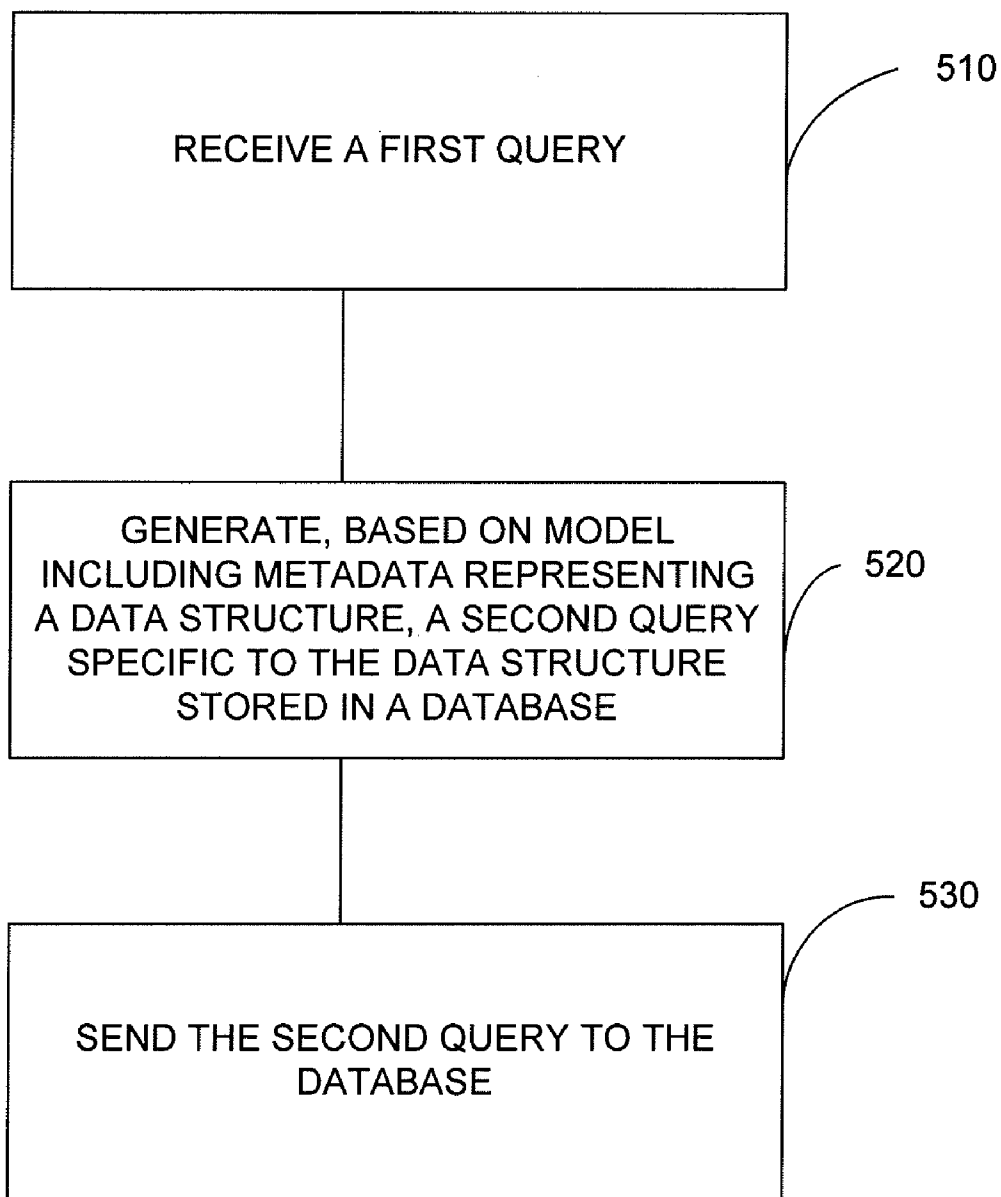 510
RECEIVE A FIRST QUERY
GENERATE, BASED ON MODEL
INCLUDING METADATA REPRESENTING
A DATA STRUCTURE, A SECOND QUERY
SPECIFIC TO THE DATA STRUCTURE
STORED IN A DATABASE
520
530
SEND THE SECOND QUERY TO THE
DATABASE